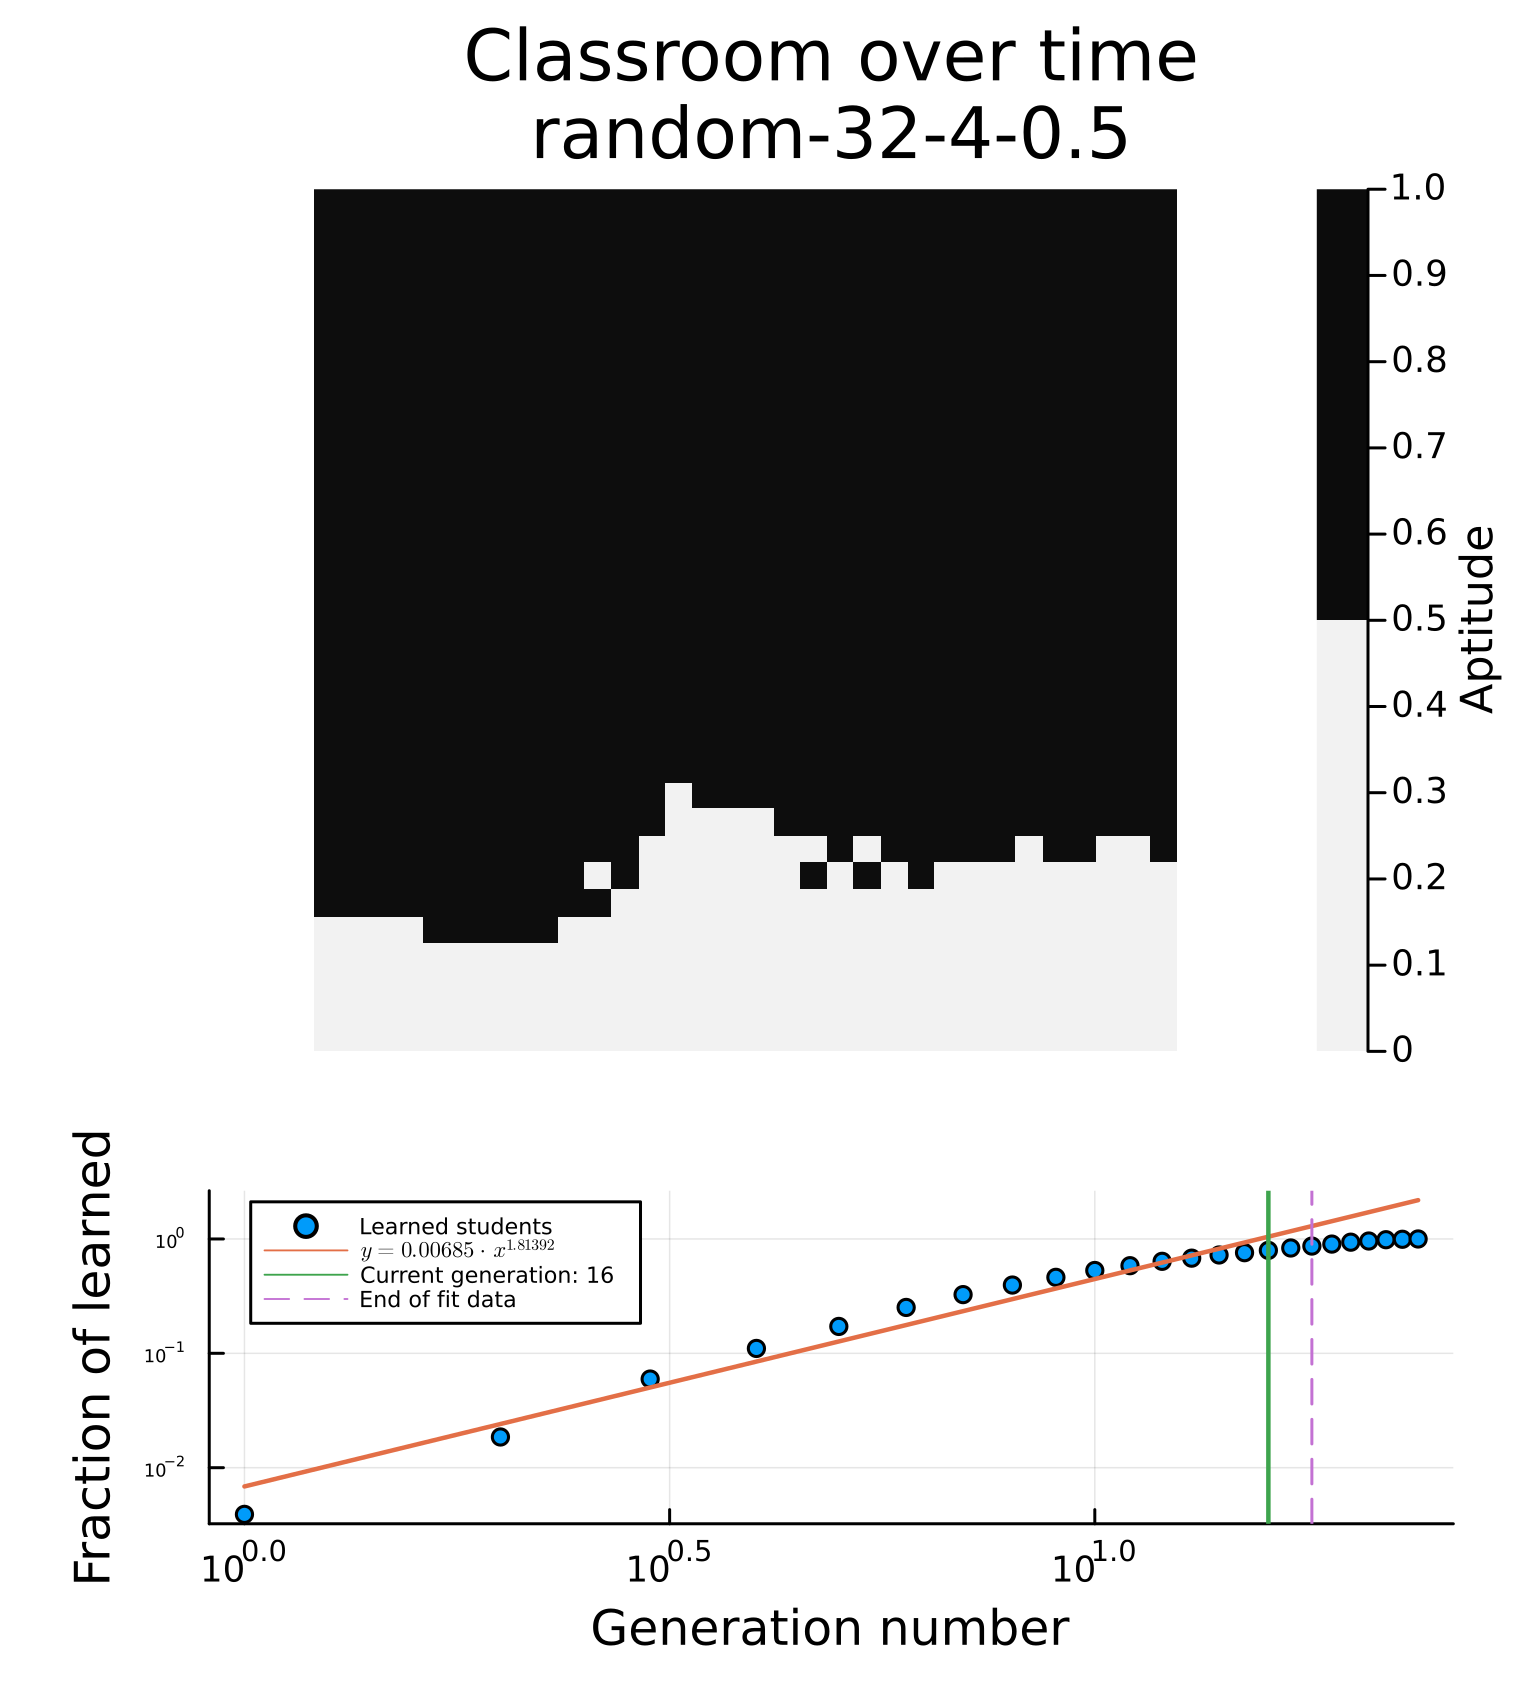 Classroom over time
random-32-4-0.5
1.0
0.9
0.8
0.7
0.6
0.5
0.4
0.3
0.2
0.1
0
Aptitude
Fraction of learned
10^0
10^−1
10^−2
Learned students
y = 0.00685 · x^1.81392
Current generation: 16
End of fit data
10^0.0
10^0.5
10^1.0
Generation number